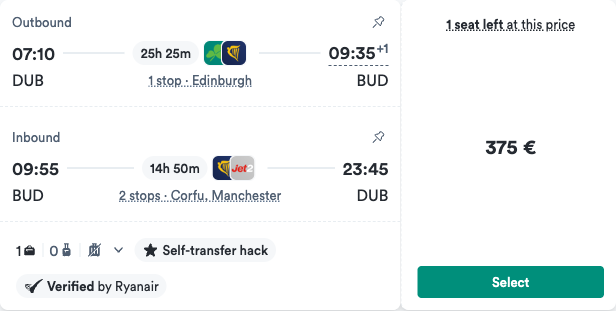 Outbound
07:10
25h 25m
09:35+1
DUB
1 stop · Edinburgh
BUD
Inbound
09:55
14h 50m
Jet2
23:45
BUD
2 stops · Corfu, Manchester
DUB
1
0
Self-transfer hack
Verified by Ryanair
1 seat left at this price
375 €
Select